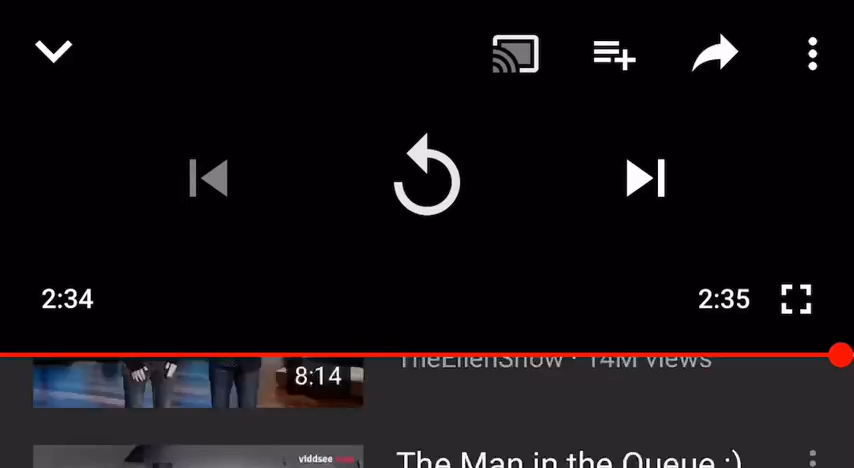 2:34
2:35
8:14
TheEllenShow · 14M views
viddsee
The Man in the Queue :)